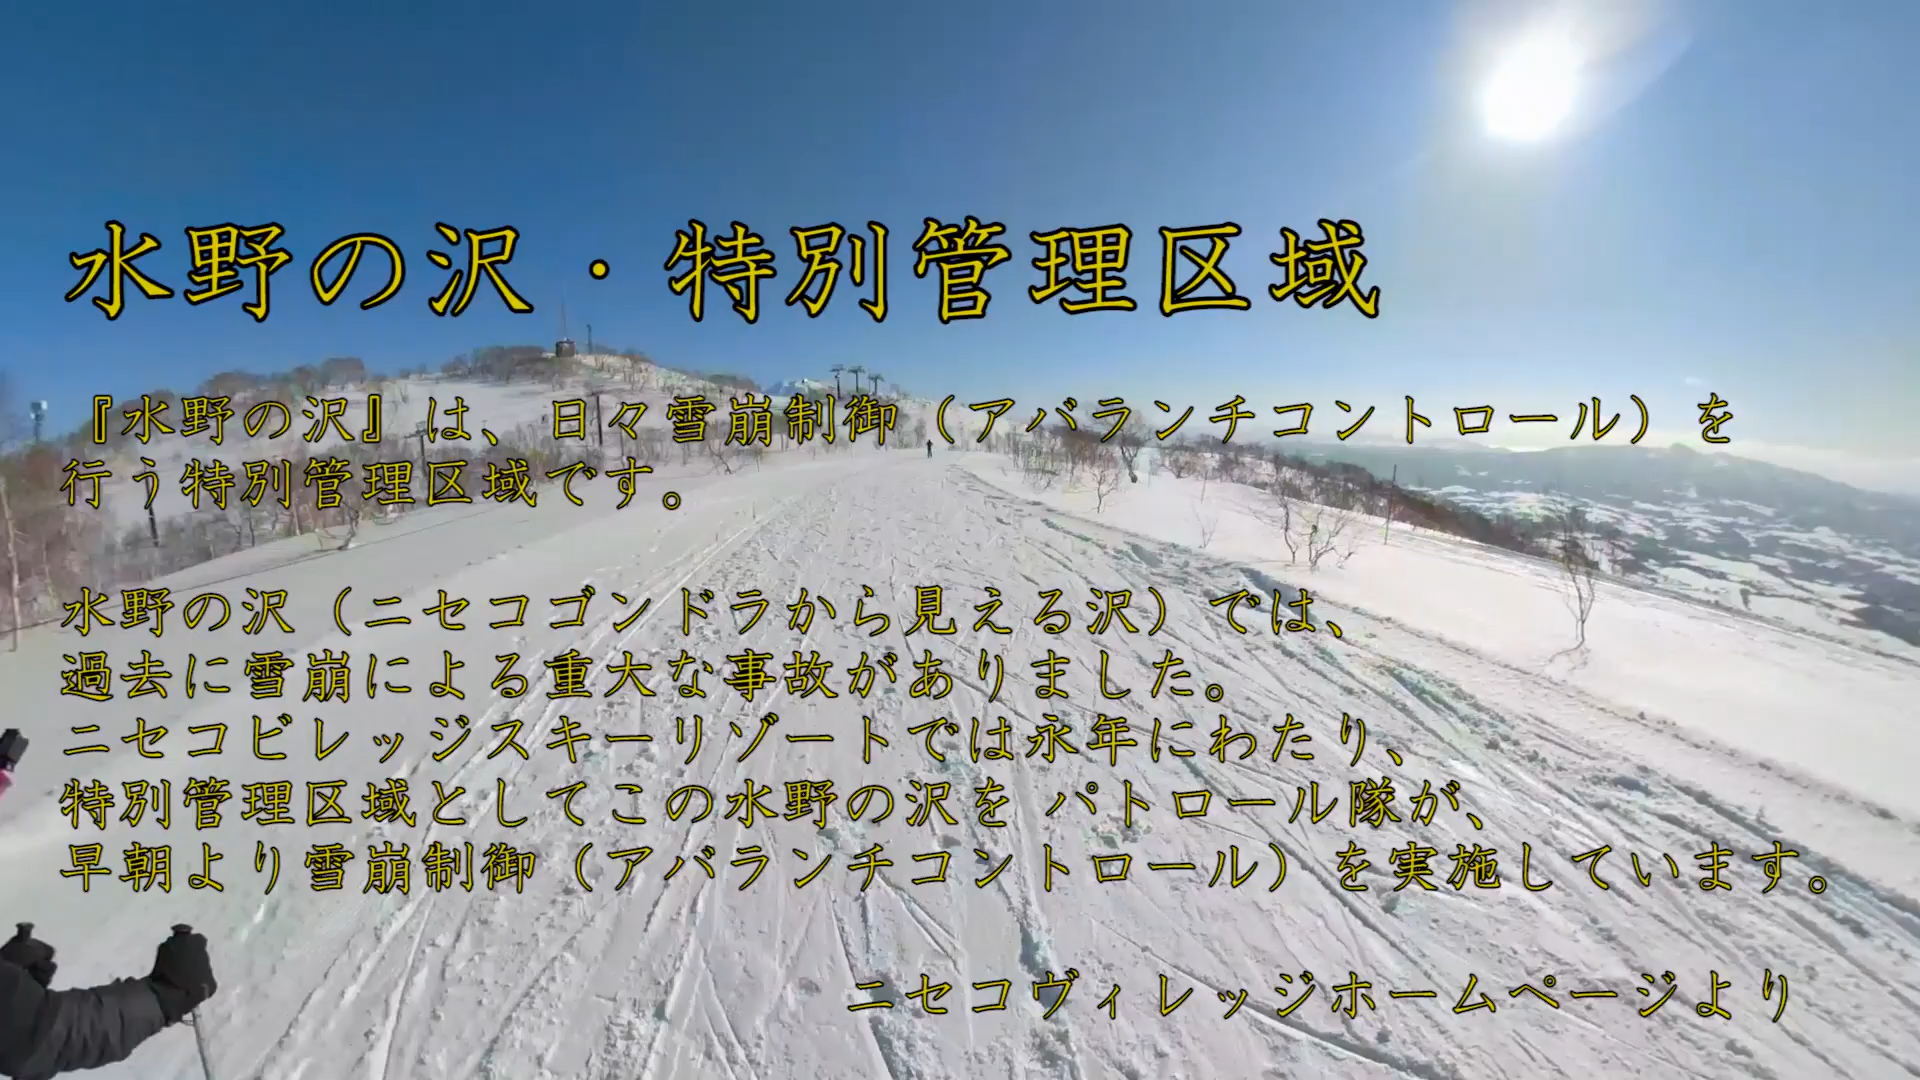 水野の沢・特別管理区域
『水野の沢』は、日々雪崩制御（アバランチコントロール）を
行う特別管理区域です。
水野の沢（ニセコゴンドラから見える沢）では、
過去に雪崩による重大な事故がありました。
ニセコビレッジスキーリゾートでは永年にわたり、
特別管理区域としてこの水野の沢を パトロール隊が、
早朝より雪崩制御（アバランチコントロール）を実施しています。
ニセコヴィレッジホームページより